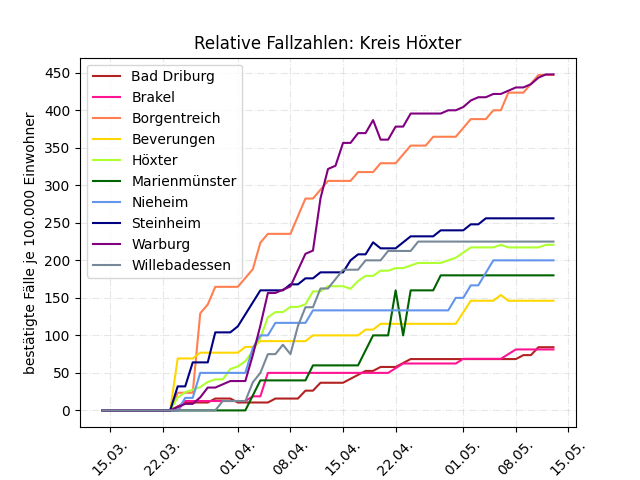 Relative Fallzahlen: Kreis Höxter
bestätigte Fälle je 100.000 Einwohner
450
400
350
300
250
200
150
100
50
0
Bad Driburg
Brakel
Borgentreich
Beverungen
Höxter
Marienmünster
Nieheim
Steinheim
Warburg
Willebadessen
15.03.
22.03.
01.04.
08.04.
15.04.
22.04.
01.05.
08.05.
15.05.